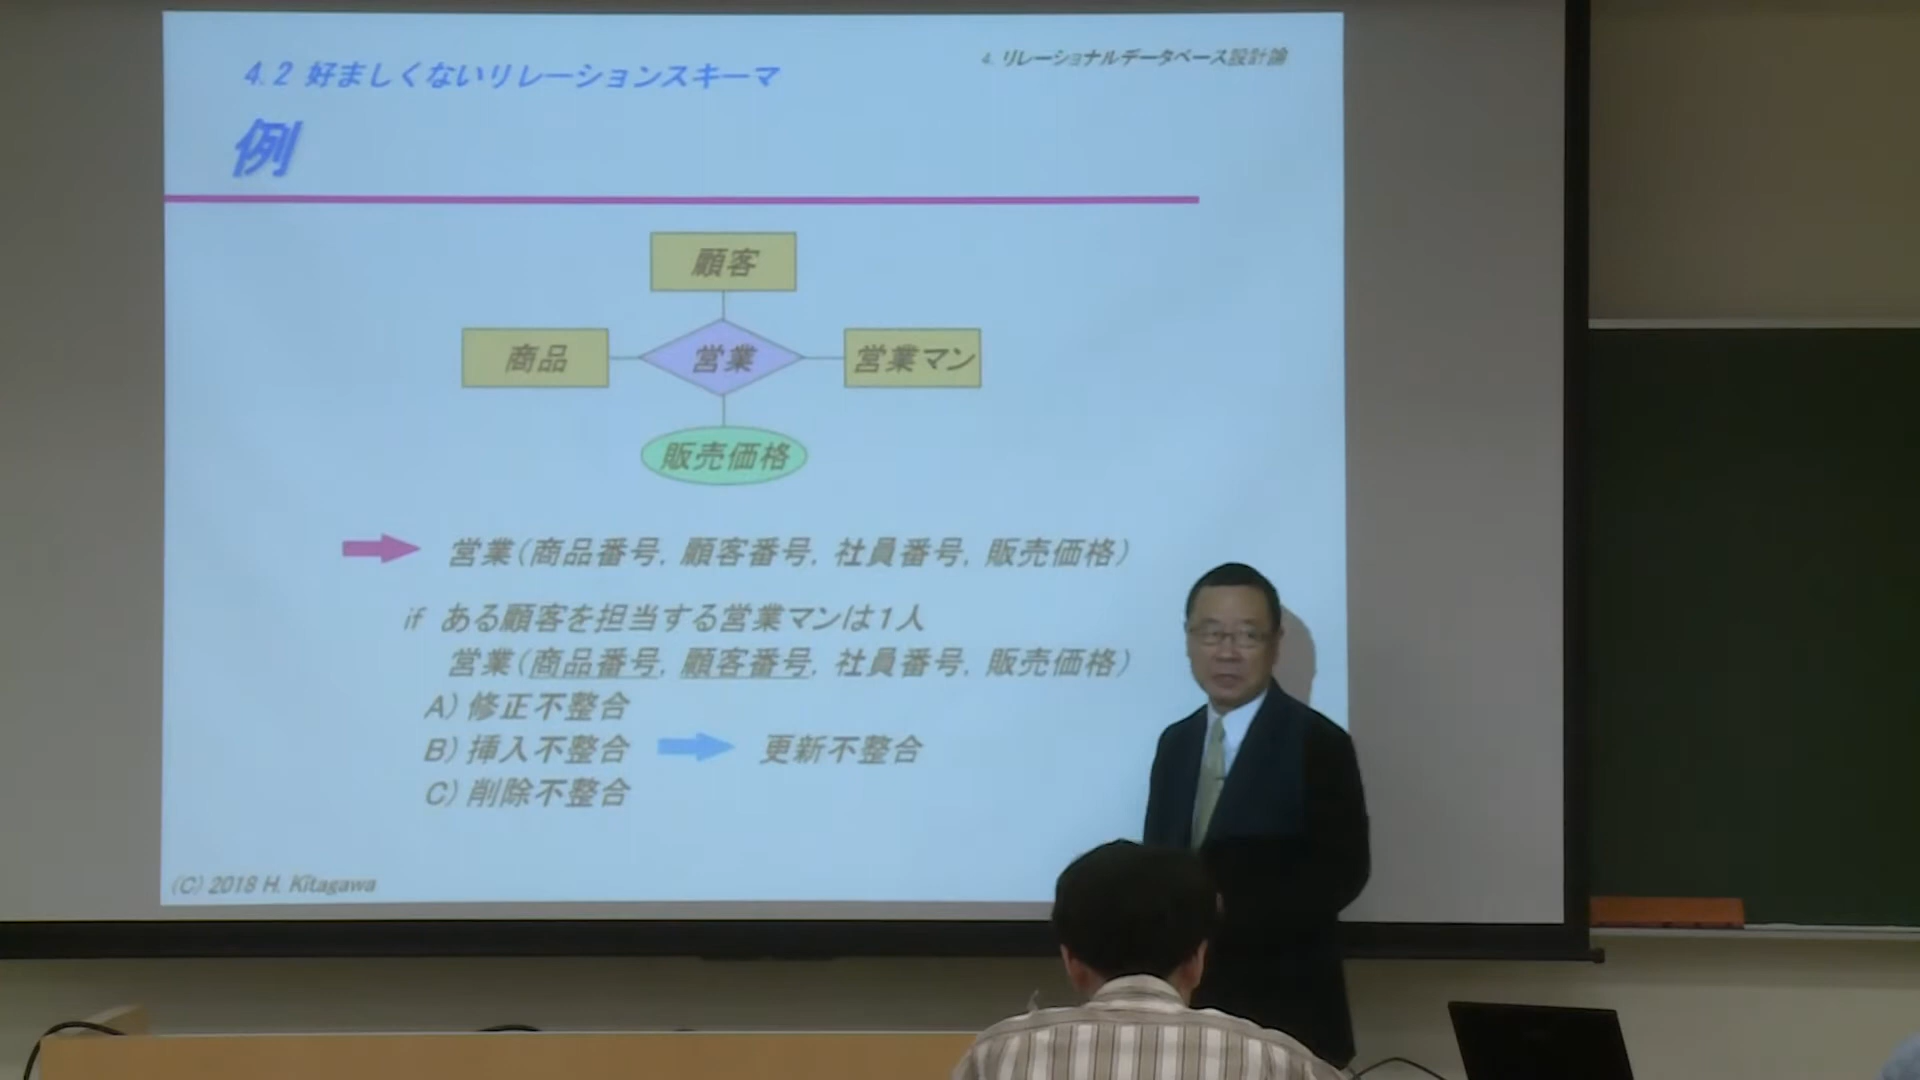 4. リレーショナルデータベース設計論
4.2 好ましくないリレーションスキーマ
例
顧客
商品
営業
営業マン
販売価格
営業(商品番号, 顧客番号, 社員番号, 販売価格)
if ある顧客を担当する営業マンは1人
営業(商品番号, 顧客番号, 社員番号, 販売価格)
A) 修正不整合
B) 挿入不整合 更新不整合
C) 削除不整合
(C) 2018 H. Kitagawa